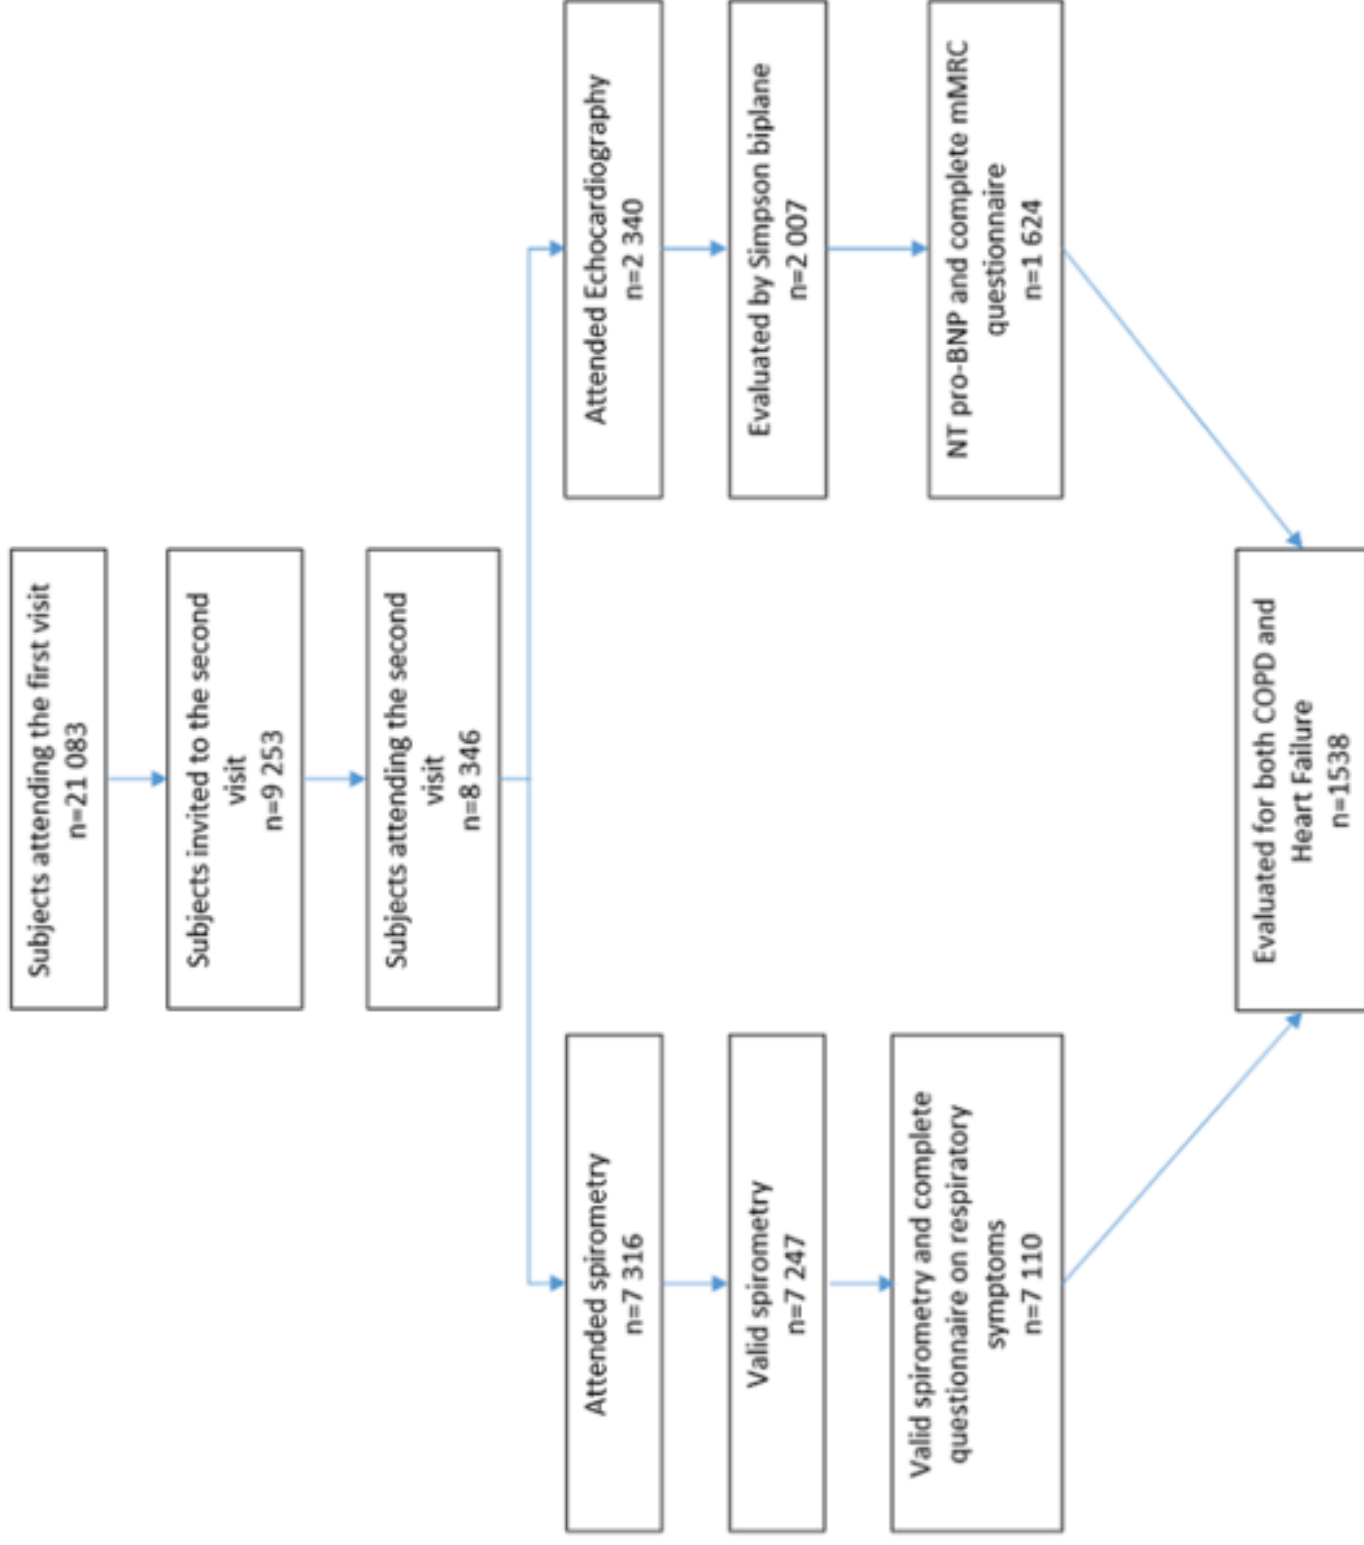 Subjects attending the first visit
n=21 083
Subjects invited to the second
visit
n=9 253
Subjects attending the second
visit
n=8 346
Attended spirometry
n=7 316
Valid spirometry
n=7 247
Valid spirometry and complete
questionnaire on respiratory
symptoms
n=7 110
Attended Echocardiography
n=2 340
Evaluated by Simpson biplane
n=2 007
NT pro-BNP and complete mMRC
questionnaire
n=1 624
Evaluated for both COPD and
Heart Failure
n=1538